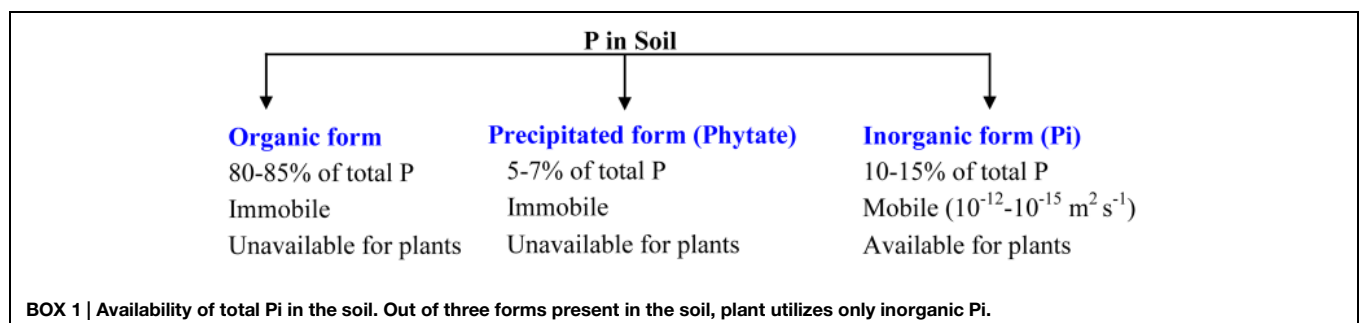 P in Soil
Organic form
80-85% of total P
Immobile
Unavailable for plants
Precipitated form (Phytate)
5-7% of total P
Immobile
Unavailable for plants
Inorganic form (Pi)
10-15% of total P
Mobile (10⁻¹²-10⁻¹⁵ m² s⁻¹)
Available for plants
BOX 1 | Availability of total Pi in the soil. Out of three forms present in the soil, plant utilizes only inorganic Pi.